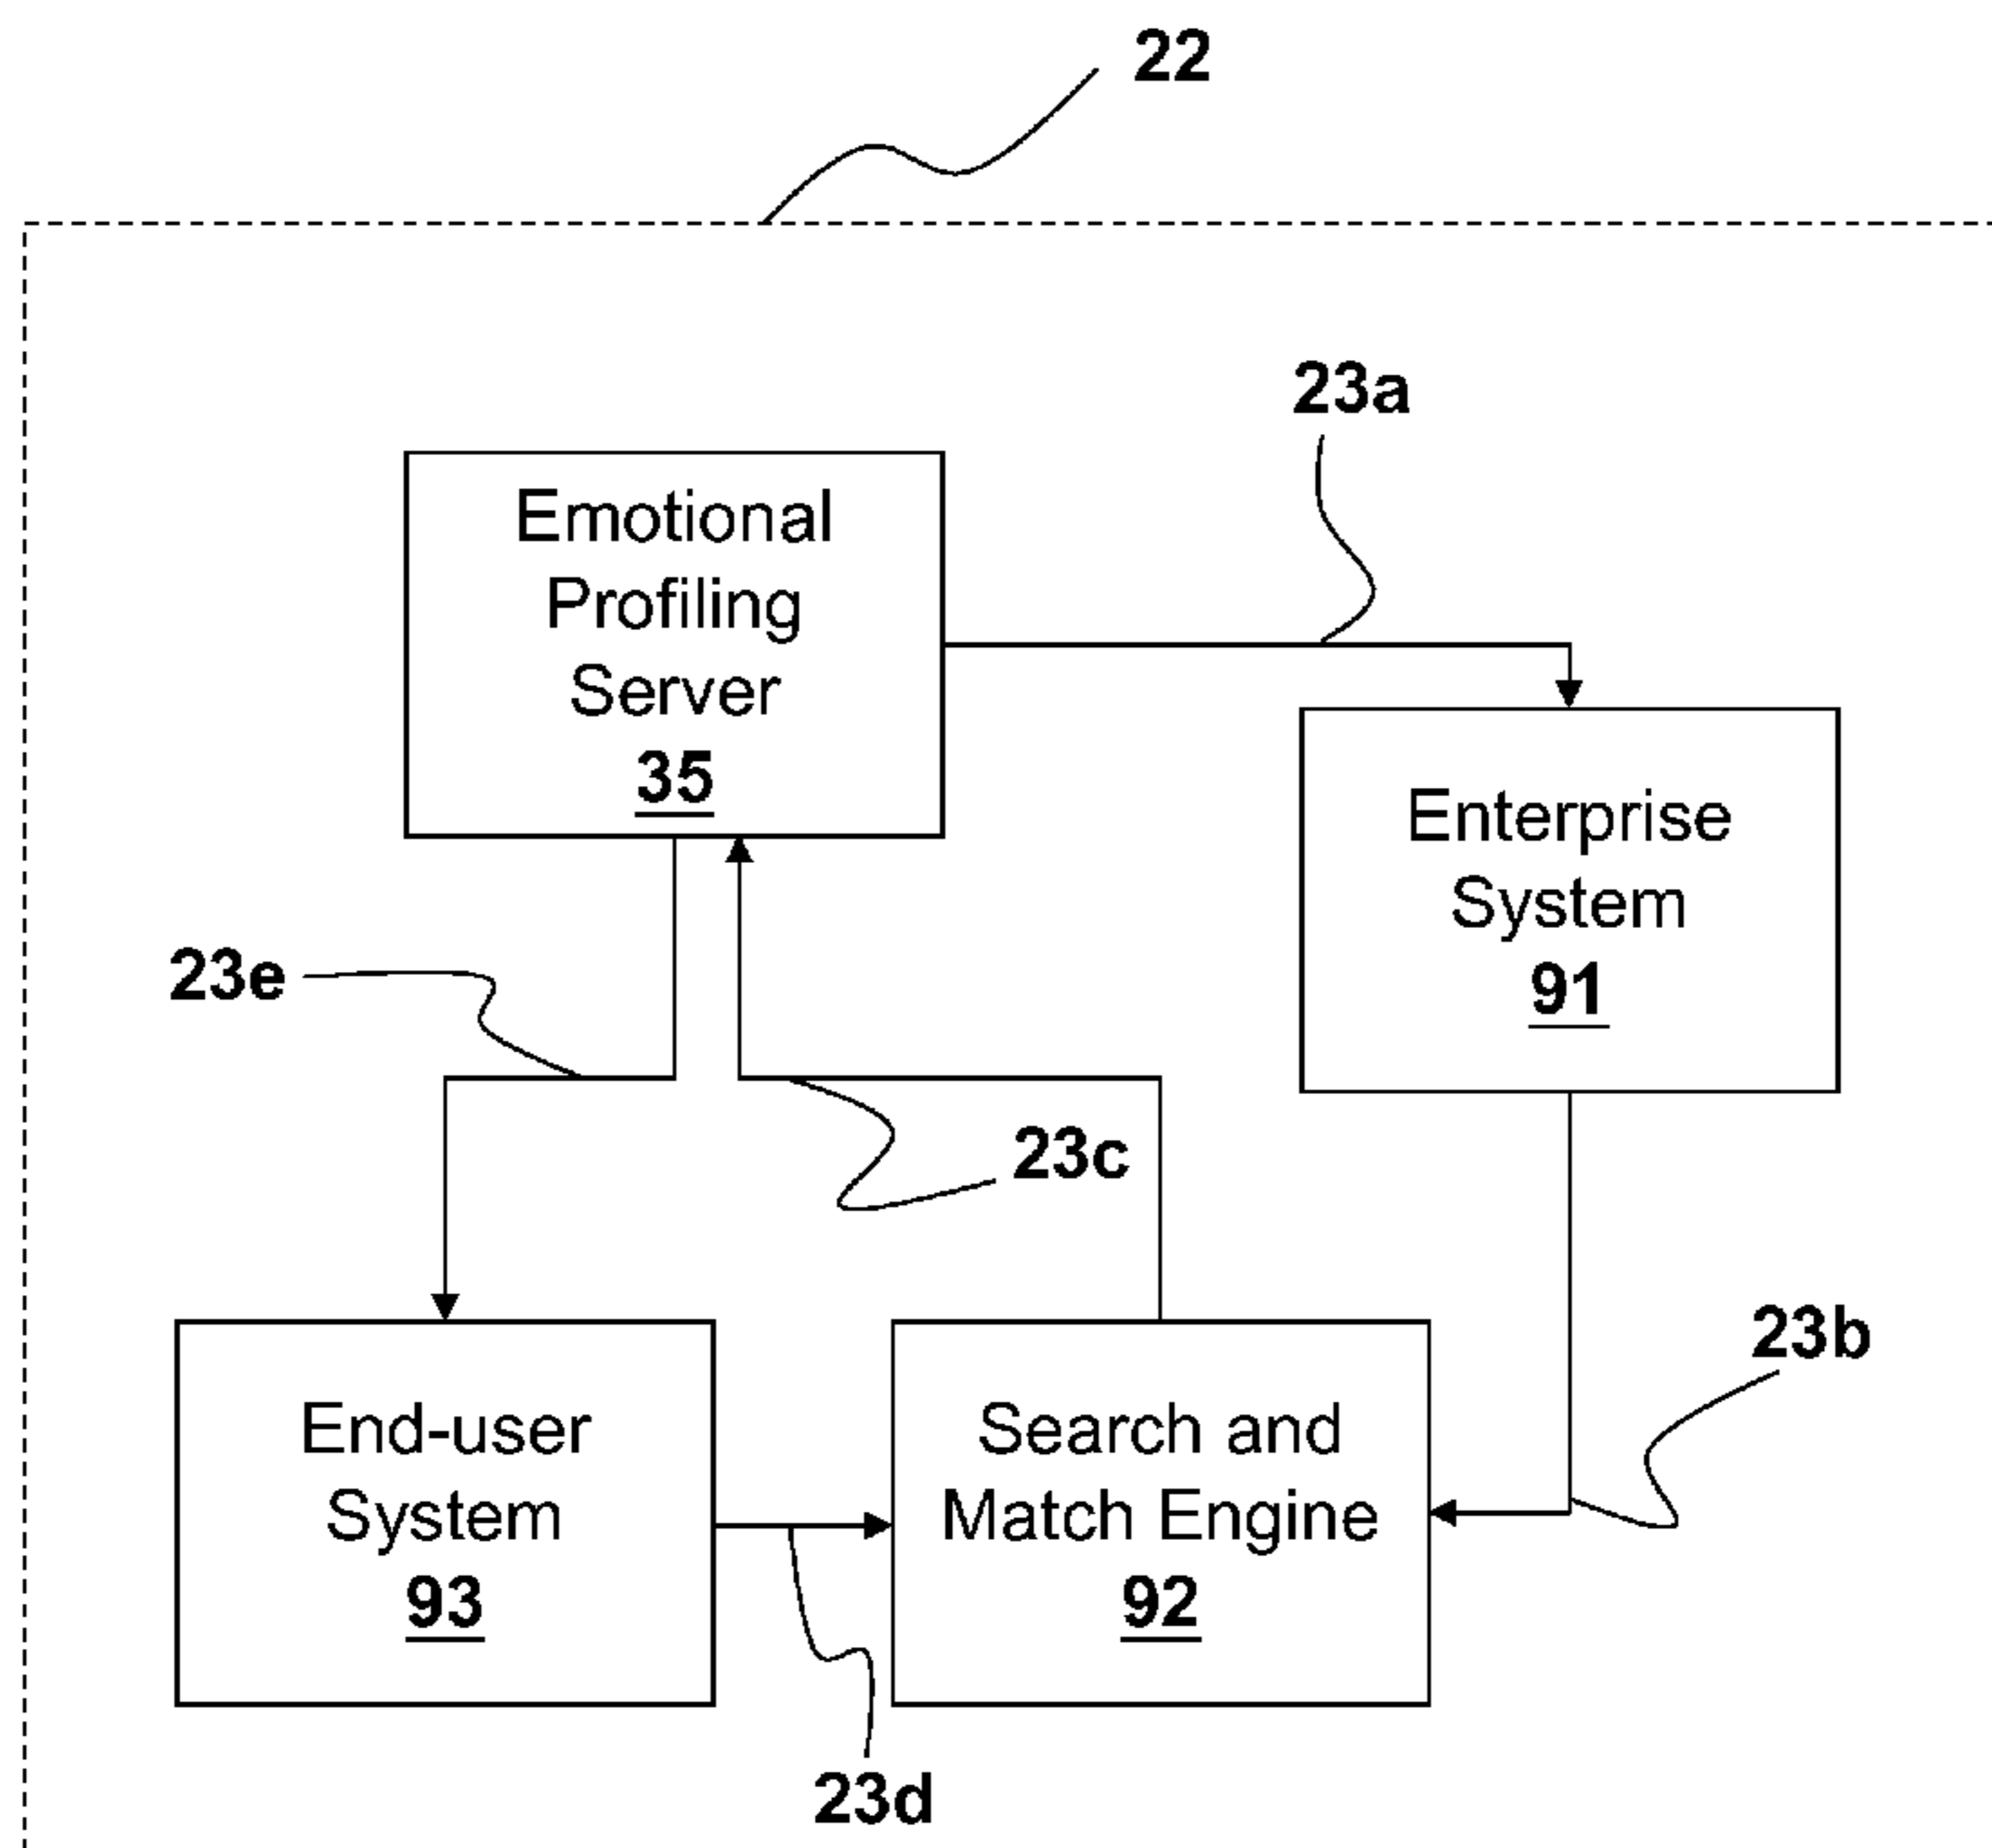 22
23a
Emotional
Profiling
Server
35
Enterprise
System
91
23e
23c
23b
End-user
System
93
Search and
Match Engine
92
23d